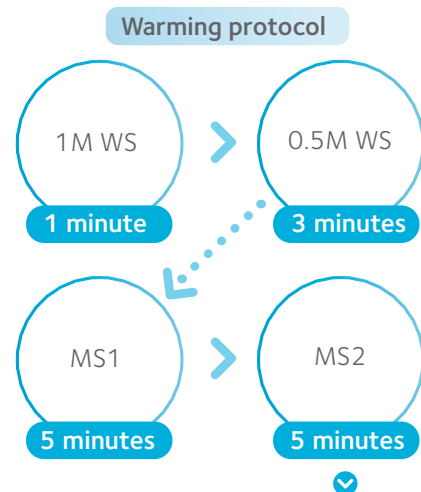 Warming protocol
1M WS
0.5M WS
1 minute
3 minutes
MS1
MS2
5 minutes
5 minutes